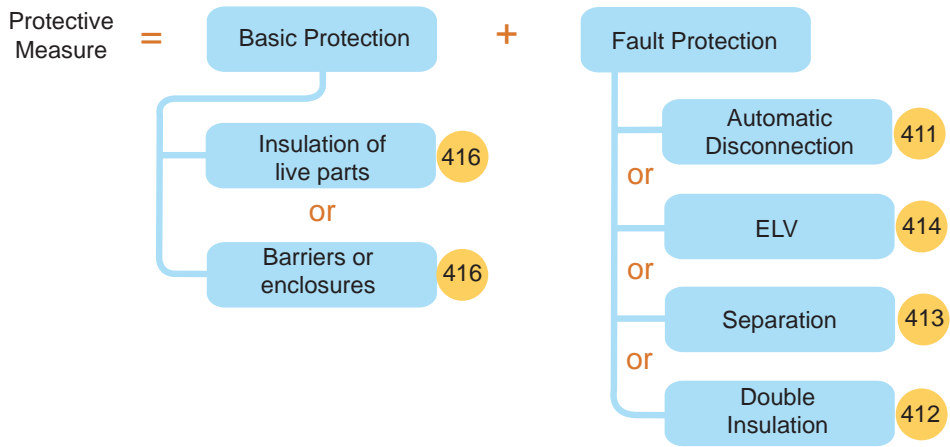 Protective
Measure
=
Basic Protection
+
Fault Protection
Insulation of
live parts
416
or
Barriers or
enclosures
416
Automatic
Disconnection
411
or
ELV
414
or
Separation
413
or
Double
Insulation
412